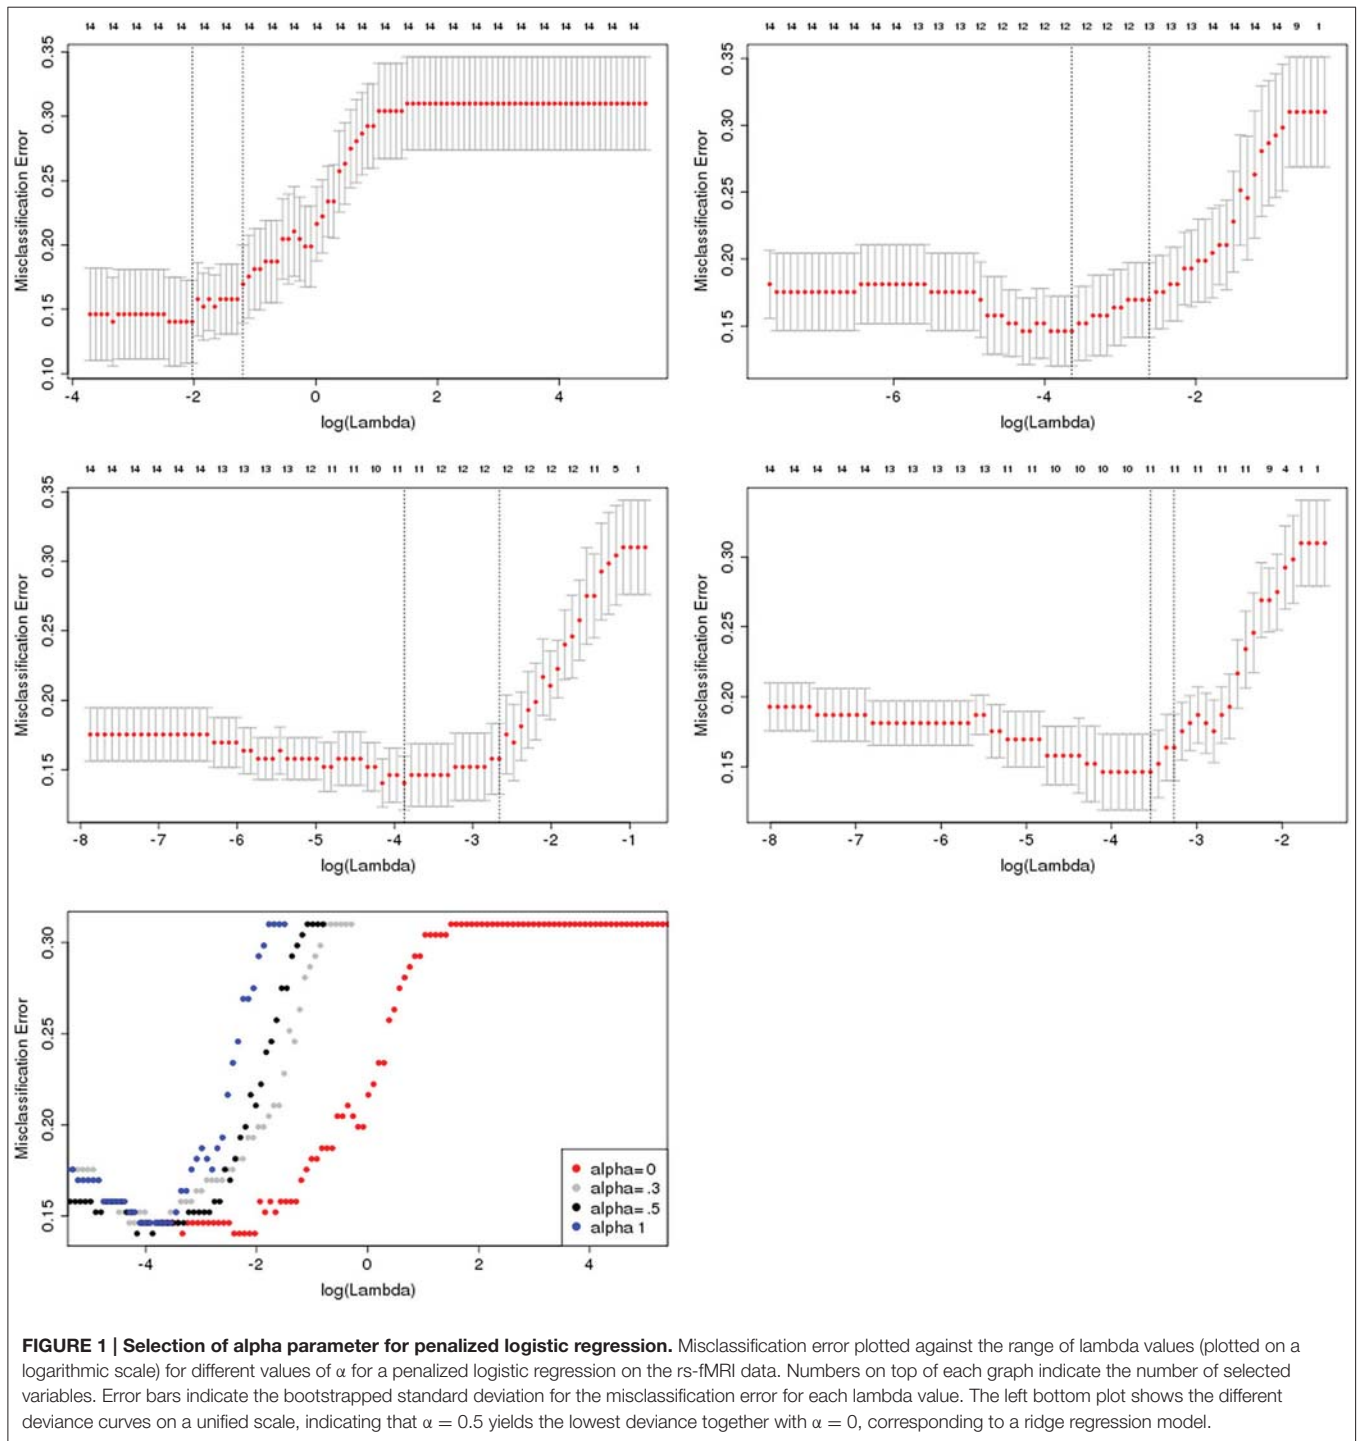 14 14 14 14 14 14 14 14 14 14 14 14 14 14 14 14 14 14 14 14 14 14 14 14 14
0.10 0.15 0.20 0.25 0.30 0.35
Misclassification Error
-4 -2 0 2 4
log(Lambda)
14 14 14 14 14 14 14 13 13 13 12 12 12 12 12 12 12 12 13 13 13 14 14 14 14 9 1
0.15 0.20 0.25 0.30 0.35
Misclassification Error
-6 -4 -2
log(Lambda)
14 14 14 14 14 14 13 13 13 13 12 11 11 10 11 11 12 12 12 12 12 12 12 11 5 1
0.15 0.20 0.25 0.30 0.35
Misclassification Error
-8 -7 -6 -5 -4 -3 -2 -1
log(Lambda)
14 14 14 14 14 13 13 13 13 13 11 11 10 10 10 10 11 11 11 11 11 9 4 1 1
0.15 0.20 0.25 0.30
Misclassification Error
-8 -7 -6 -5 -4 -3 -2
log(Lambda)
0.15 0.20 0.25 0.30
Misclassification Error
alpha= 0
alpha= .3
alpha= .5
alpha 1
-4 -2 0 2 4
log(Lambda)
FIGURE 1 | Selection of alpha parameter for penalized logistic regression. Misclassification error plotted against the range of lambda values (plotted on a
logarithmic scale) for different values of α for a penalized logistic regression on the rs-fMRI data. Numbers on top of each graph indicate the number of selected
variables. Error bars indicate the bootstrapped standard deviation for the misclassification error for each lambda value. The left bottom plot shows the different
deviance curves on a unified scale, indicating that α = 0.5 yields the lowest deviance together with α = 0, corresponding to a ridge regression model.